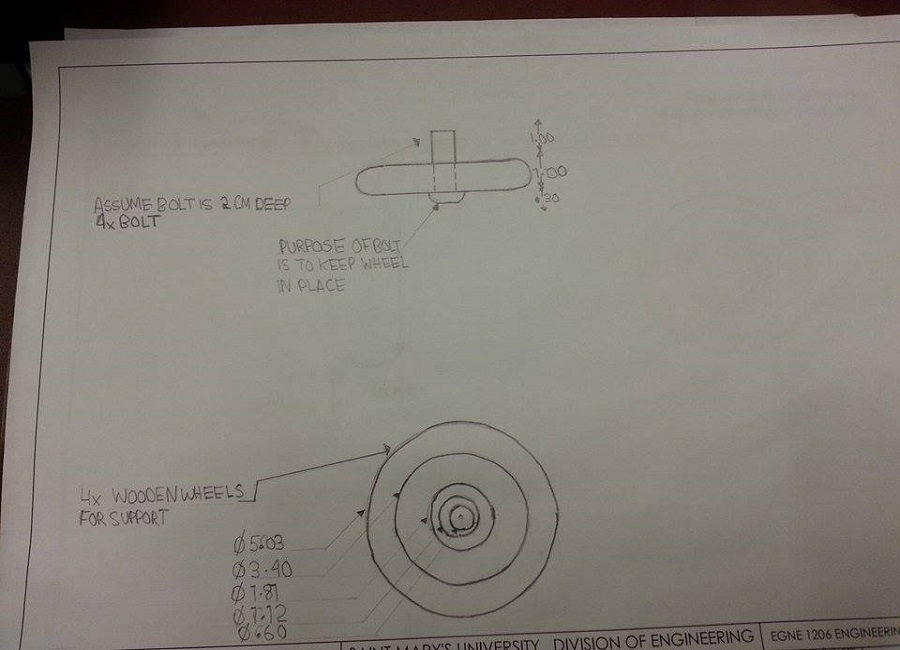 1.00
1.00
.30
ASSUME BOLT IS 2 CM DEEP
4x BOLT
PURPOSE OF BOLT
IS TO KEEP WHEEL
IN PLACE
4x WOODEN WHEELS
FOR SUPPORT
Ø5.03
Ø3.40
Ø1.81
Ø1.12
Ø.60
SAINT MARY'S UNIVERSITY DIVISION OF ENGINEERING
EGNE 1206 ENGINEERIN